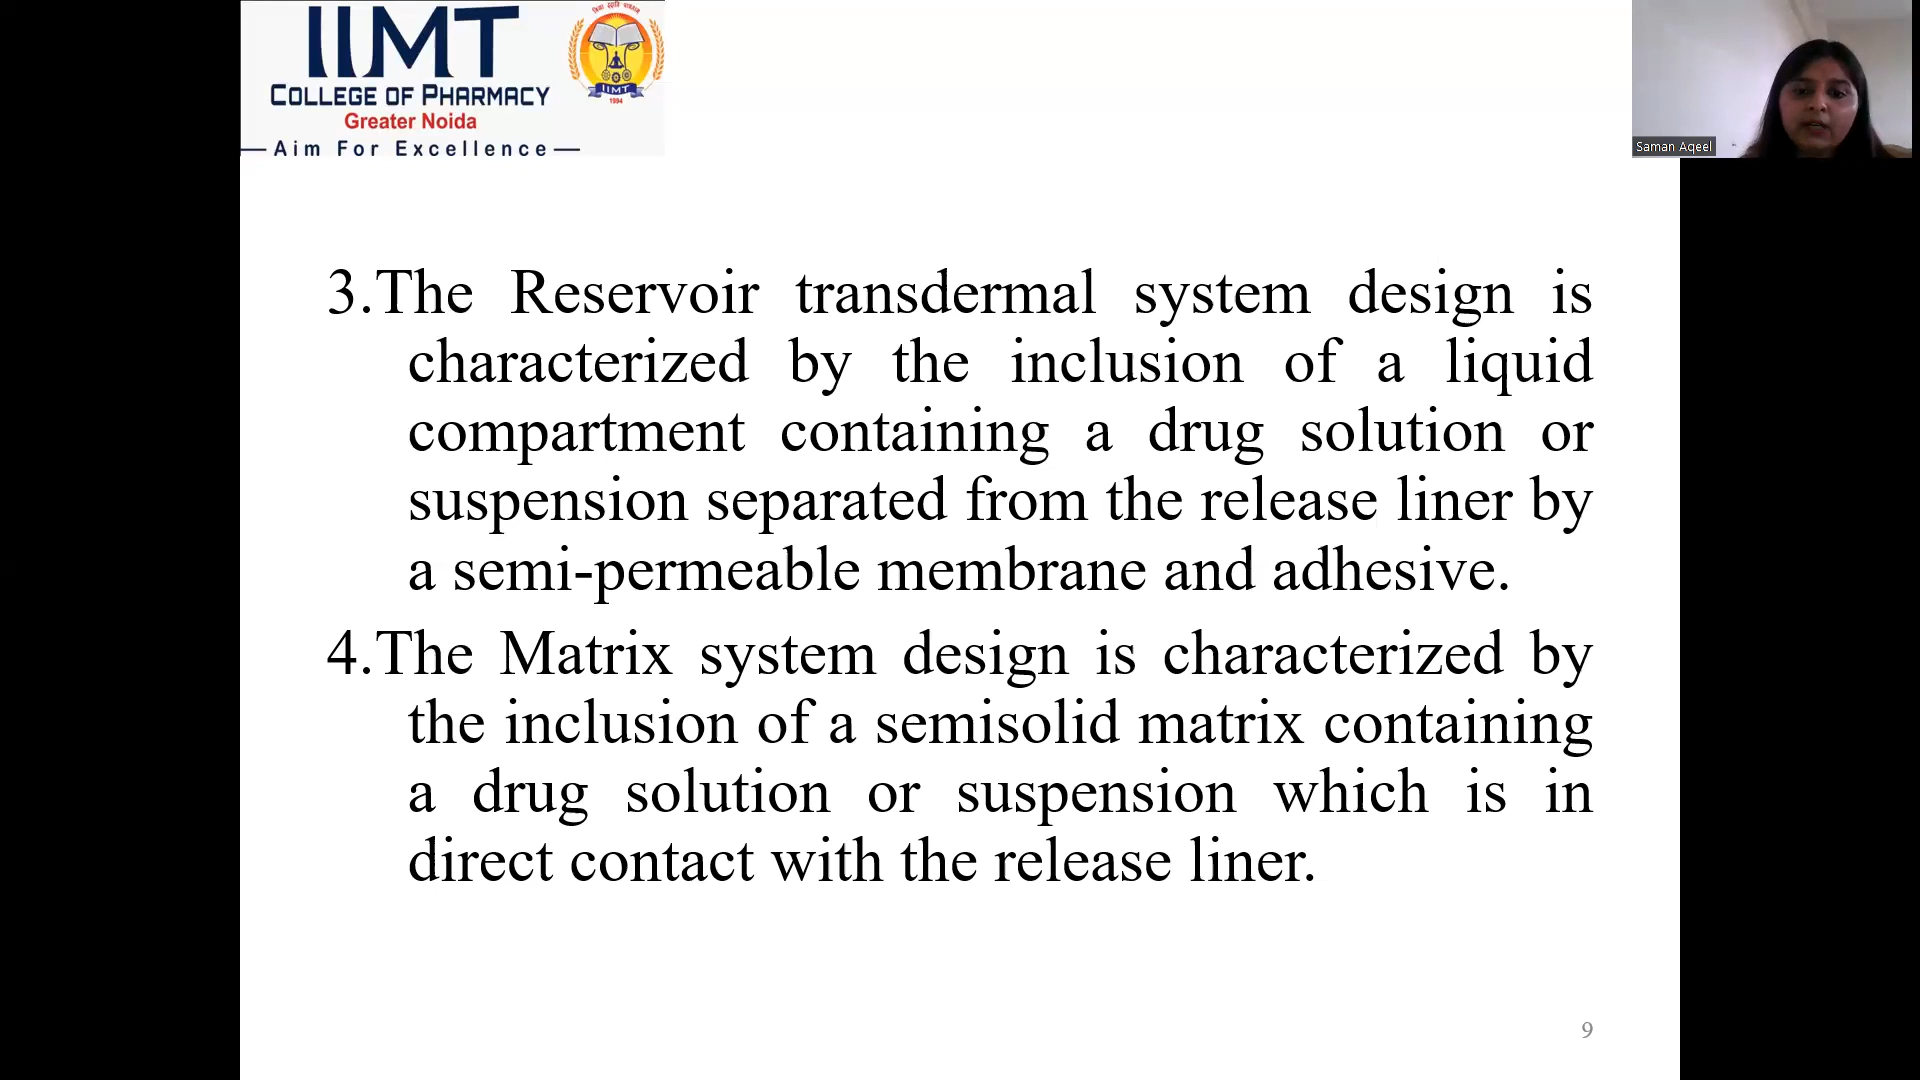 IIMT
COLLEGE OF PHARMACY
Greater Noida
Aim For Excellence
IIMT
1994
Saman Aqeel
3.The Reservoir transdermal system design is
characterized by the inclusion of a liquid
compartment containing a drug solution or
suspension separated from the release liner by
a semi-permeable membrane and adhesive.
4.The Matrix system design is characterized by
the inclusion of a semisolid matrix containing
a drug solution or suspension which is in
direct contact with the release liner.
9